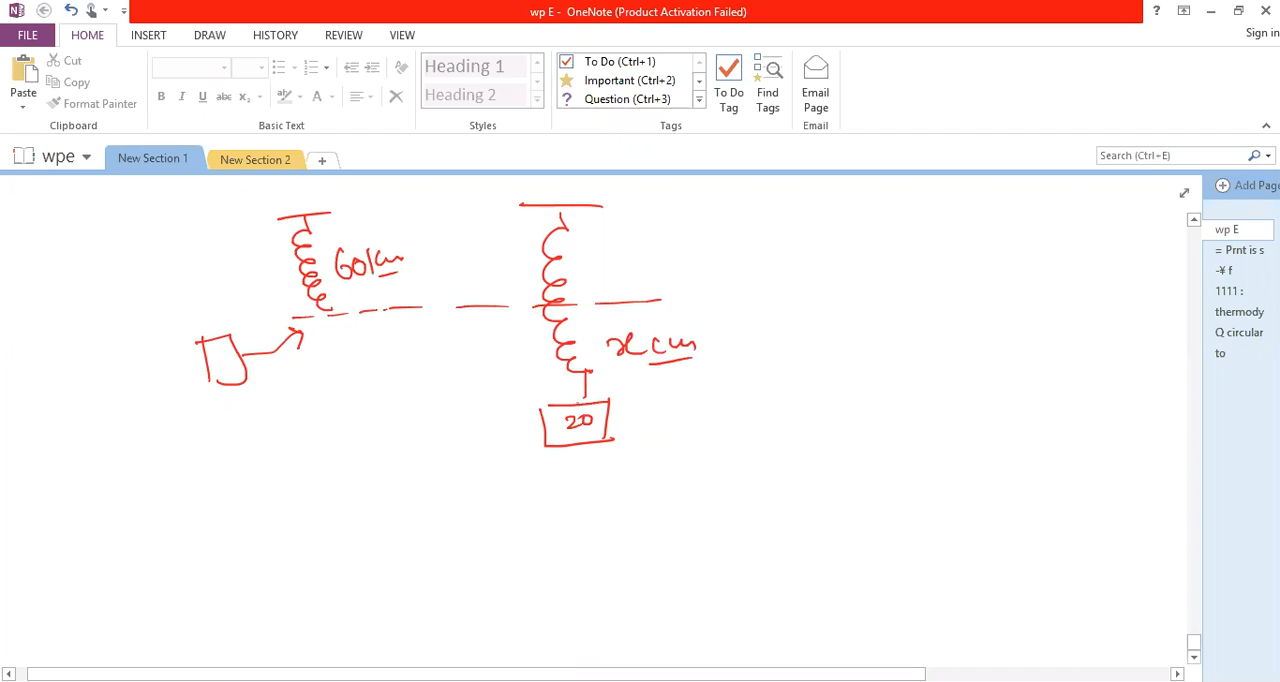 wp E - OneNote (Product Activation Failed)
?
Sign in
FILE HOME INSERT DRAW HISTORY REVIEW VIEW
Paste
Cut
Copy
Format Painter
Clipboard
B I U abc X₂ ab A
Basic Text
Heading 1
Heading 2
Styles
To Do (Ctrl+1)
Important (Ctrl+2)
? Question (Ctrl+3)
To Do Tag
Find Tags
Tags
Email Page
Email
wpe
New Section 1
New Section 2
+
Search (Ctrl+E)
Add Page
wp E
= Prnt is s
-¥ f
1111 :
thermody
Q circular
to
x cm
20